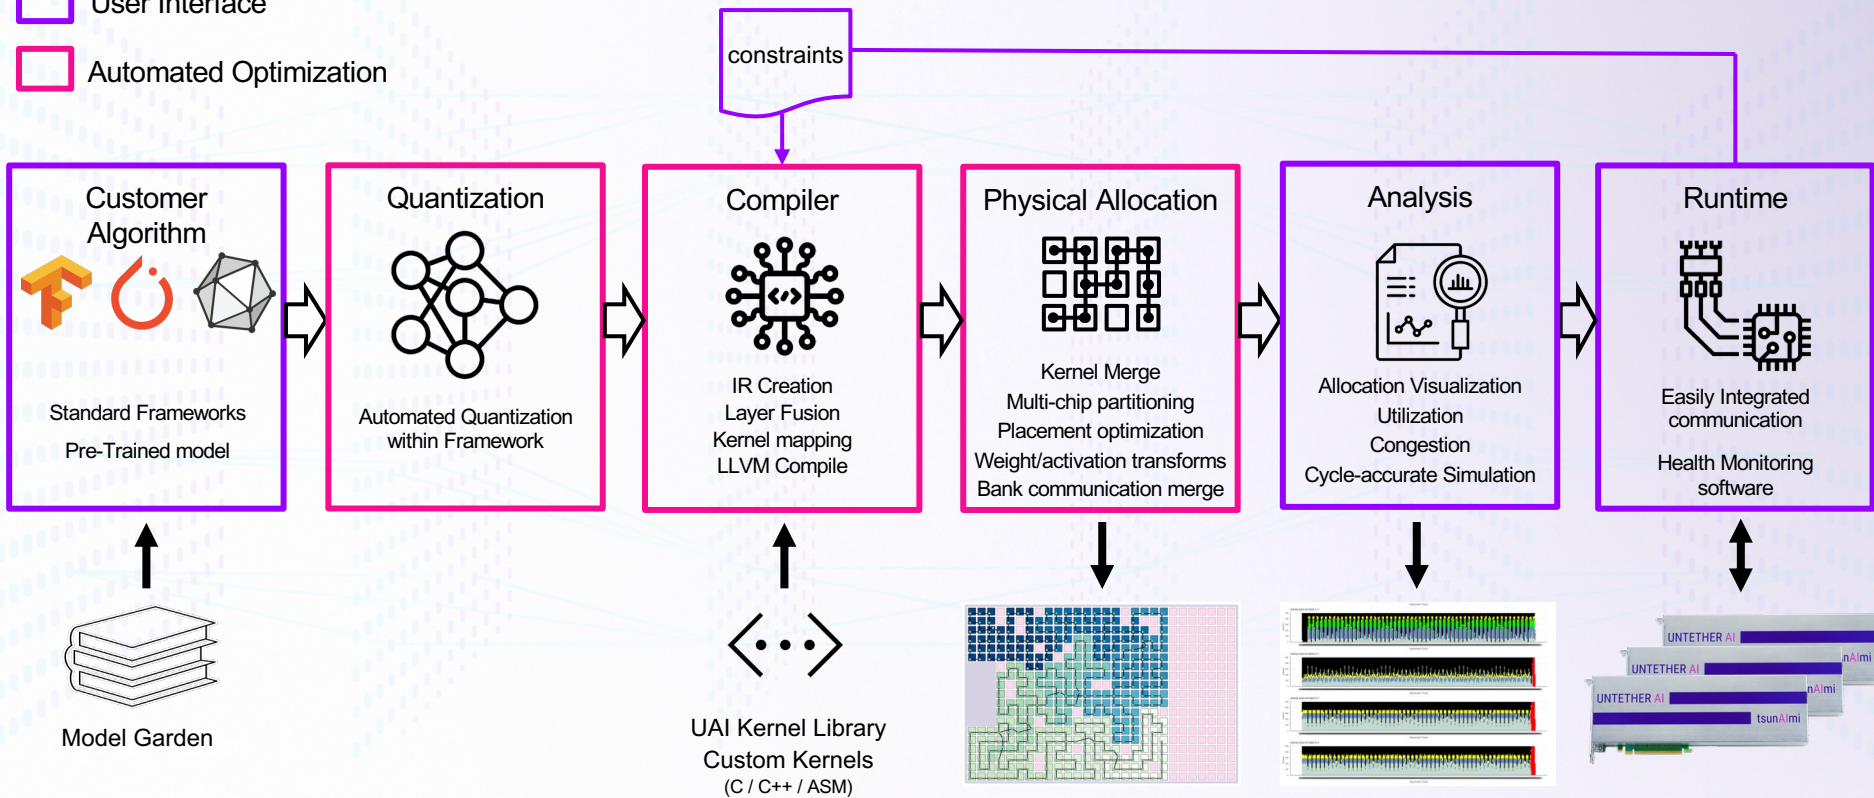 User Interface
Automated Optimization
constraints
Customer
Algorithm
Standard Frameworks
Pre-Trained model
Quantization
Automated Quantization
within Framework
Compiler
IR Creation
Layer Fusion
Kernel mapping
LLVM Compile
Physical Allocation
Kernel Merge
Multi-chip partitioning
Placement optimization
Weight/activation transforms
Bank communication merge
Analysis
Allocation Visualization
Utilization
Congestion
Cycle-accurate Simulation
Runtime
Easily Integrated
communication
Health Monitoring
software
Model Garden
UAI Kernel Library
Custom Kernels
(C / C++ / ASM)
UNTETHER AI
nAImi
UNTETHER AI
nAImi
UNTETHER AI
tsunAImi